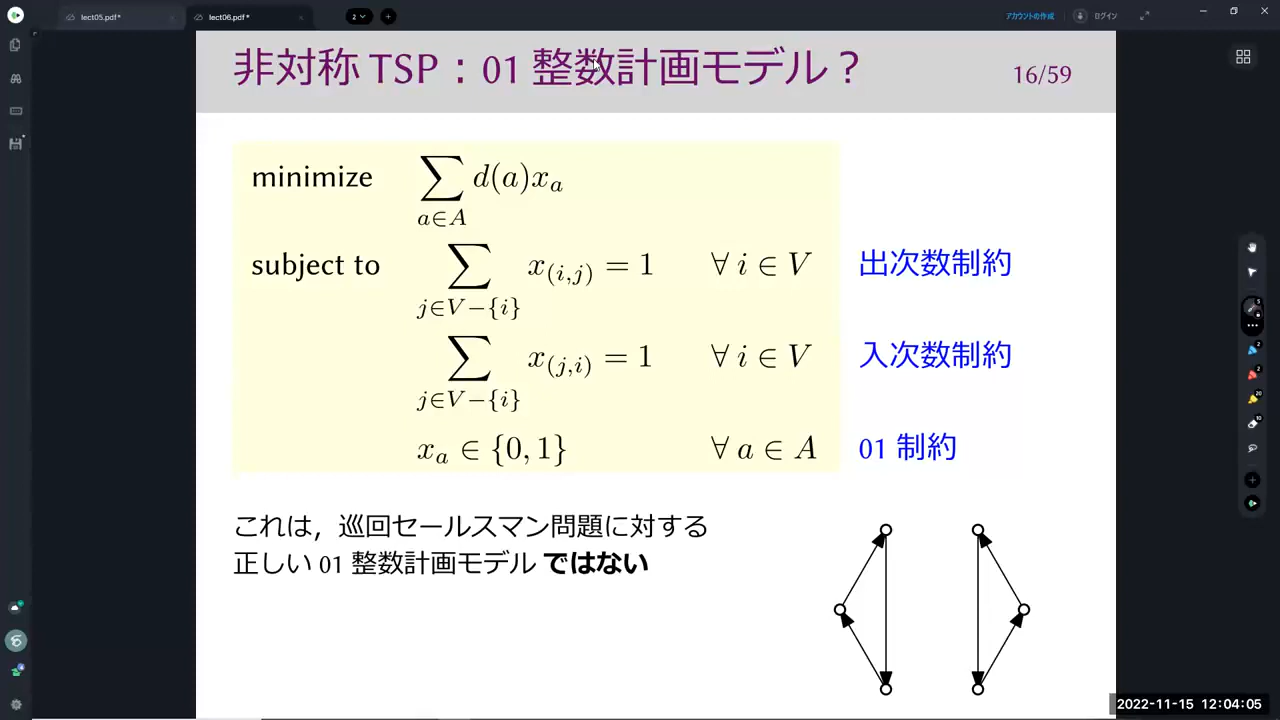 lect05.pdf*
lect06.pdf*
2
アカウントの作成
ログイン
非対称 TSP：01 整数計画モデル？
16/59
minimize ∑ d(a)x_a
a∈A
subject to ∑ x_(i,j) = 1 ∀ i ∈ V 出次数制約
j∈V−{i}
∑ x_(j,i) = 1 ∀ i ∈ V 入次数制約
j∈V−{i}
x_a ∈ {0, 1} ∀ a ∈ A 01 制約
これは，巡回セールスマン問題に対する
正しい 01 整数計画モデル ではない
2022-11-15 12:04:05